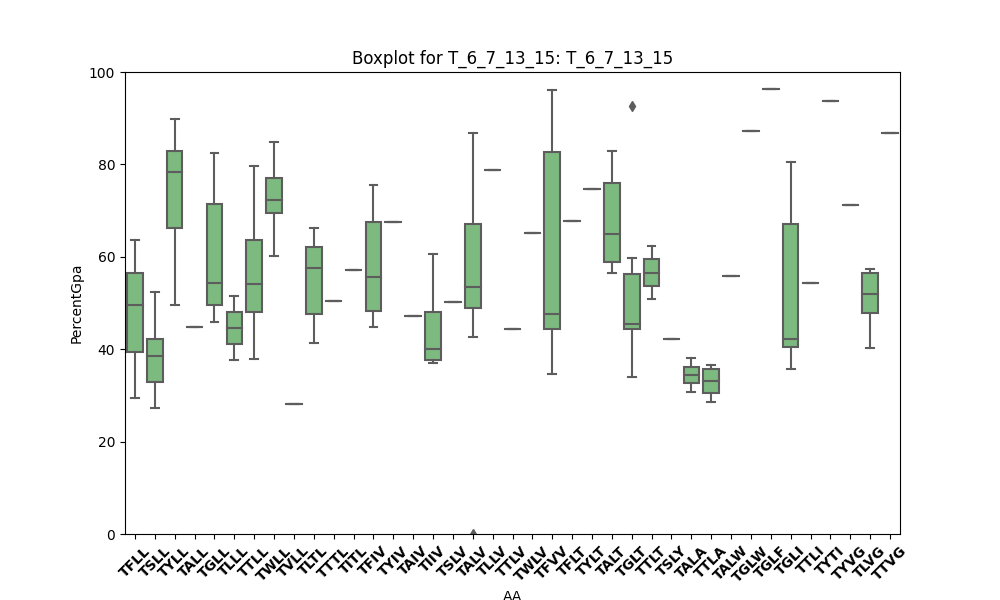 Boxplot for T_6_7_13_15: T_6_7_13_15
100
80
60
40
20
0
PercentGpa
TFLL TSLL TYLL TALL TGLL TLLL TTLL TWLL TVLL TLTL TTTL TITL TFIV TYIV TAIV TIIV TSLV TALV TLLV TTLV TWLV TFVV TFLT TYLT TALT TGLT TTLT TSLY TALA TTLA TALW TGLW TGLF TGLI TTLI TYTI TYVG TLVG TTVG
AA